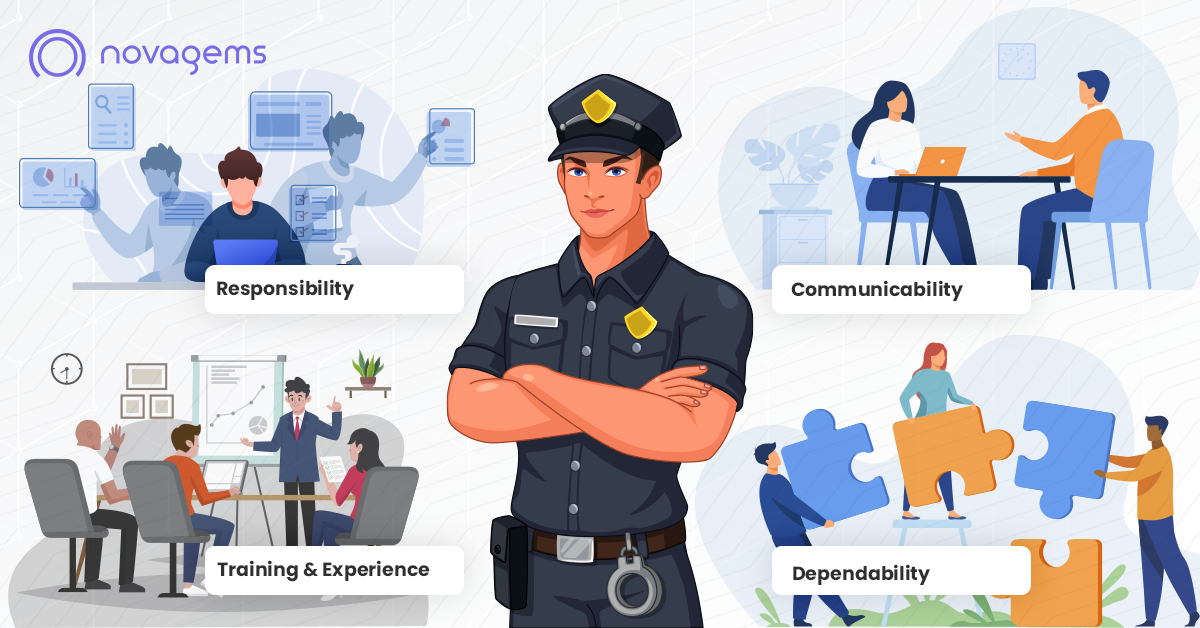 novagems
Responsibility
Communicability
Training & Experience
Dependability